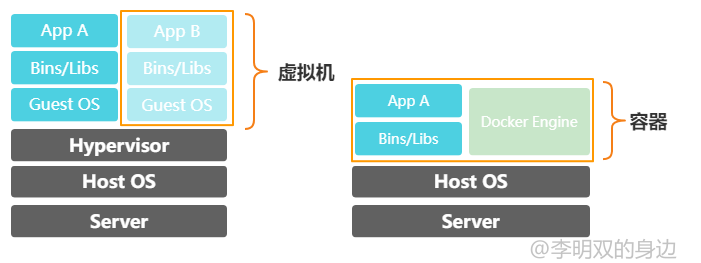 App A
App B
Bins/Libs
Bins/Libs
Guest OS
Guest OS
Hypervisor
Host OS
Server
虚拟机
App A
Bins/Libs
Docker Engine
Host OS
Server
容器
@李明双的身边